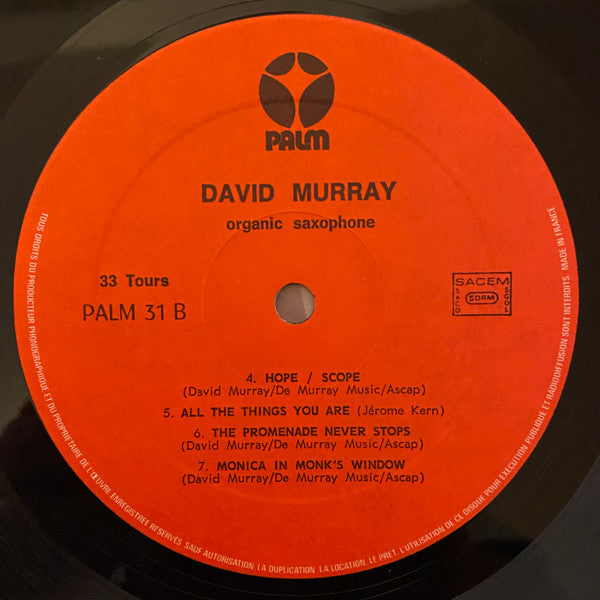 PALM
DAVID MURRAY
organic saxophone
33 Tours
PALM 31 B
SACEM
SACD
SDRM
SGDL
4. HOPE / SCOPE
(David Murray/De Murray Music/Ascap)
5. ALL THE THINGS YOU ARE (Jérome Kern)
6. THE PROMENADE NEVER STOPS
(David Murray/De Murray Music/Ascap)
7. MONICA IN MONK'S WINDOW
(David Murray/De Murray Music/Ascap)
TOUS DROITS DU PRODUCTEUR PHONOGRAPHIQUE ET DU PROPRIETAIRE DE L'ŒUVRE ENREGISTREE RESERVES. SAUF AUTORISATION. LA DUPLICATION. LA LOCATION. LE PRET. L'UTILISATION DE CE DISQUE POUR EXECUTION PUBLIQUE ET RADIODIFFUSION SONT INTERDITS. MADE IN FRANCE